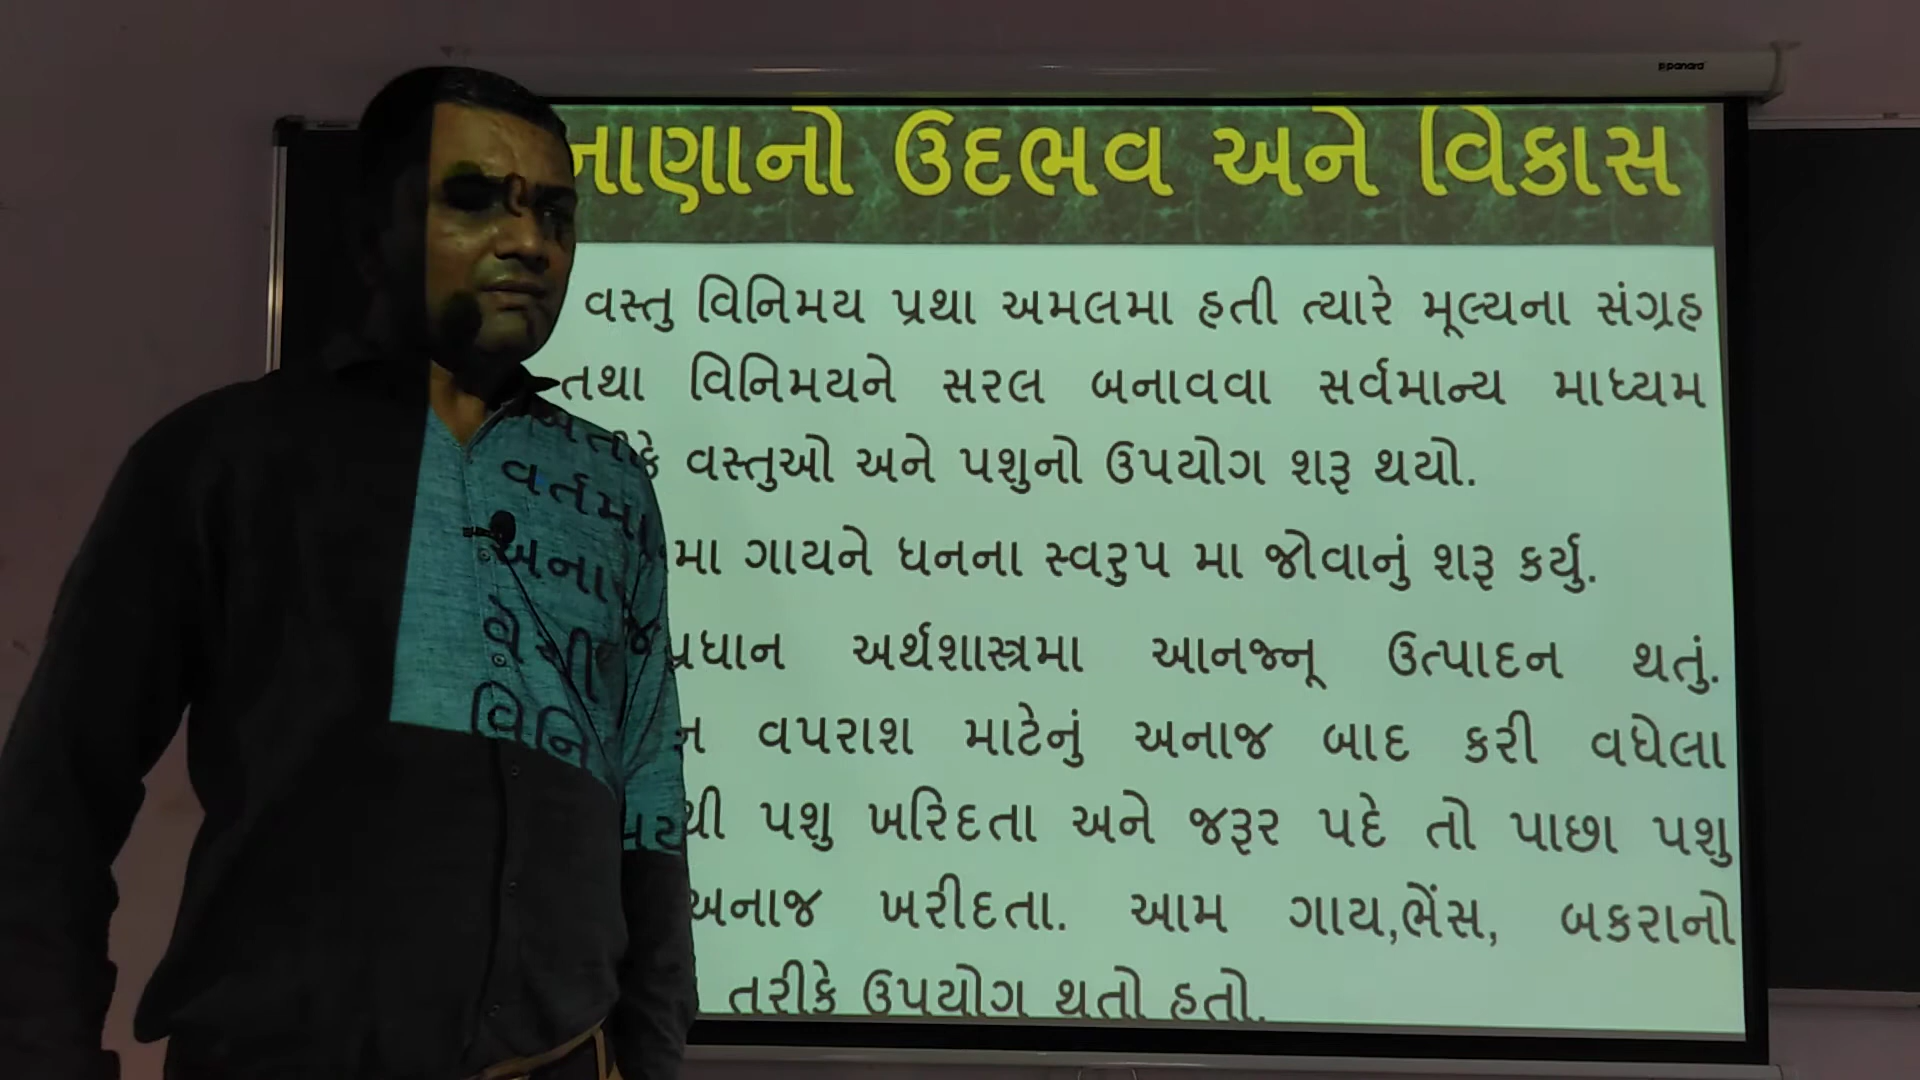 panara
નાણાનો ઉદભવ અને વિકાસ
વસ્તુ વિનિમય પ્રથા અમલમા હતી ત્યારે મૂલ્યના સંગ્રહ
તથા વિનિમયને સરલ બનાવવા સર્વમાન્ય માધ્યમ
વસ્તુઓ અને પશુનો ઉપયોગ શરૂ થયો.
ગાયને ધનના સ્વરુપ મા જોવાનું શરૂ કર્યુ.
પ્રધાન અર્થશાસ્ત્રમા આનજ્નૂ ઉત્પાદન થતું.
વપરાશ માટેનું અનાજ બાદ કરી વધેલા
પશુ ખરિદતા અને જરૂર પદે તો પાછા પશુ
અનાજ ખરીદતા. આમ ગાય,ભેંસ, બકરાનો
તરીકે ઉપયોગ થતો હતો.